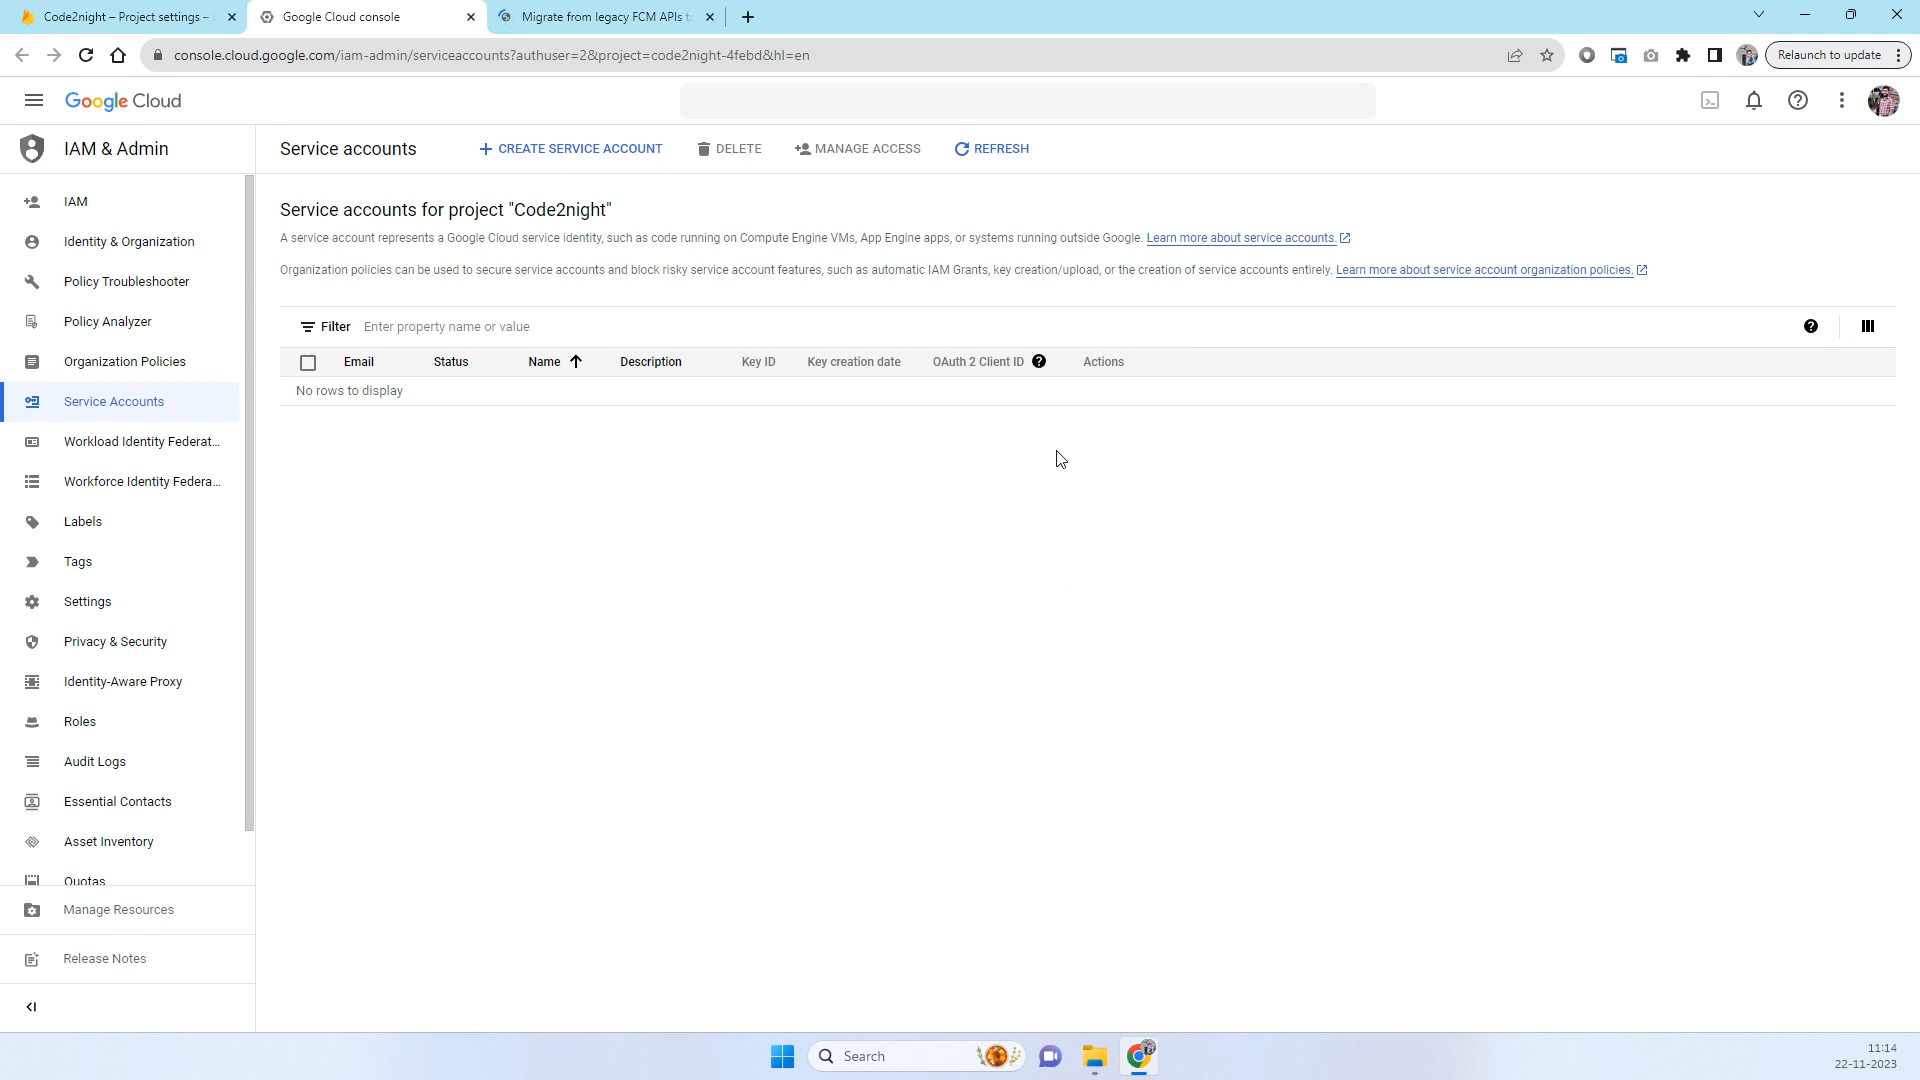 Code2night – Project settings –
Google Cloud console
Migrate from legacy FCM APIs t
console.cloud.google.com/iam-admin/serviceaccounts?authuser=2&project=code2night-4febd&hl=en
Relaunch to update
Google Cloud
IAM & Admin
Service accounts
CREATE SERVICE ACCOUNT
DELETE
MANAGE ACCESS
REFRESH
IAM
Identity & Organization
Policy Troubleshooter
Policy Analyzer
Organization Policies
Service Accounts
Workload Identity Federat...
Workforce Identity Federa...
Labels
Tags
Settings
Privacy & Security
Identity-Aware Proxy
Roles
Audit Logs
Essential Contacts
Asset Inventory
Quotas
Manage Resources
Release Notes
Service accounts for project "Code2night"
A service account represents a Google Cloud service identity, such as code running on Compute Engine VMs, App Engine apps, or systems running outside Google. Learn more about service accounts.
Organization policies can be used to secure service accounts and block risky service account features, such as automatic IAM Grants, key creation/upload, or the creation of service accounts entirely. Learn more about service account organization policies.
Filter Enter property name or value
Email Status Name Description Key ID Key creation date OAuth 2 Client ID Actions
No rows to display
Search
11:14
22-11-2023